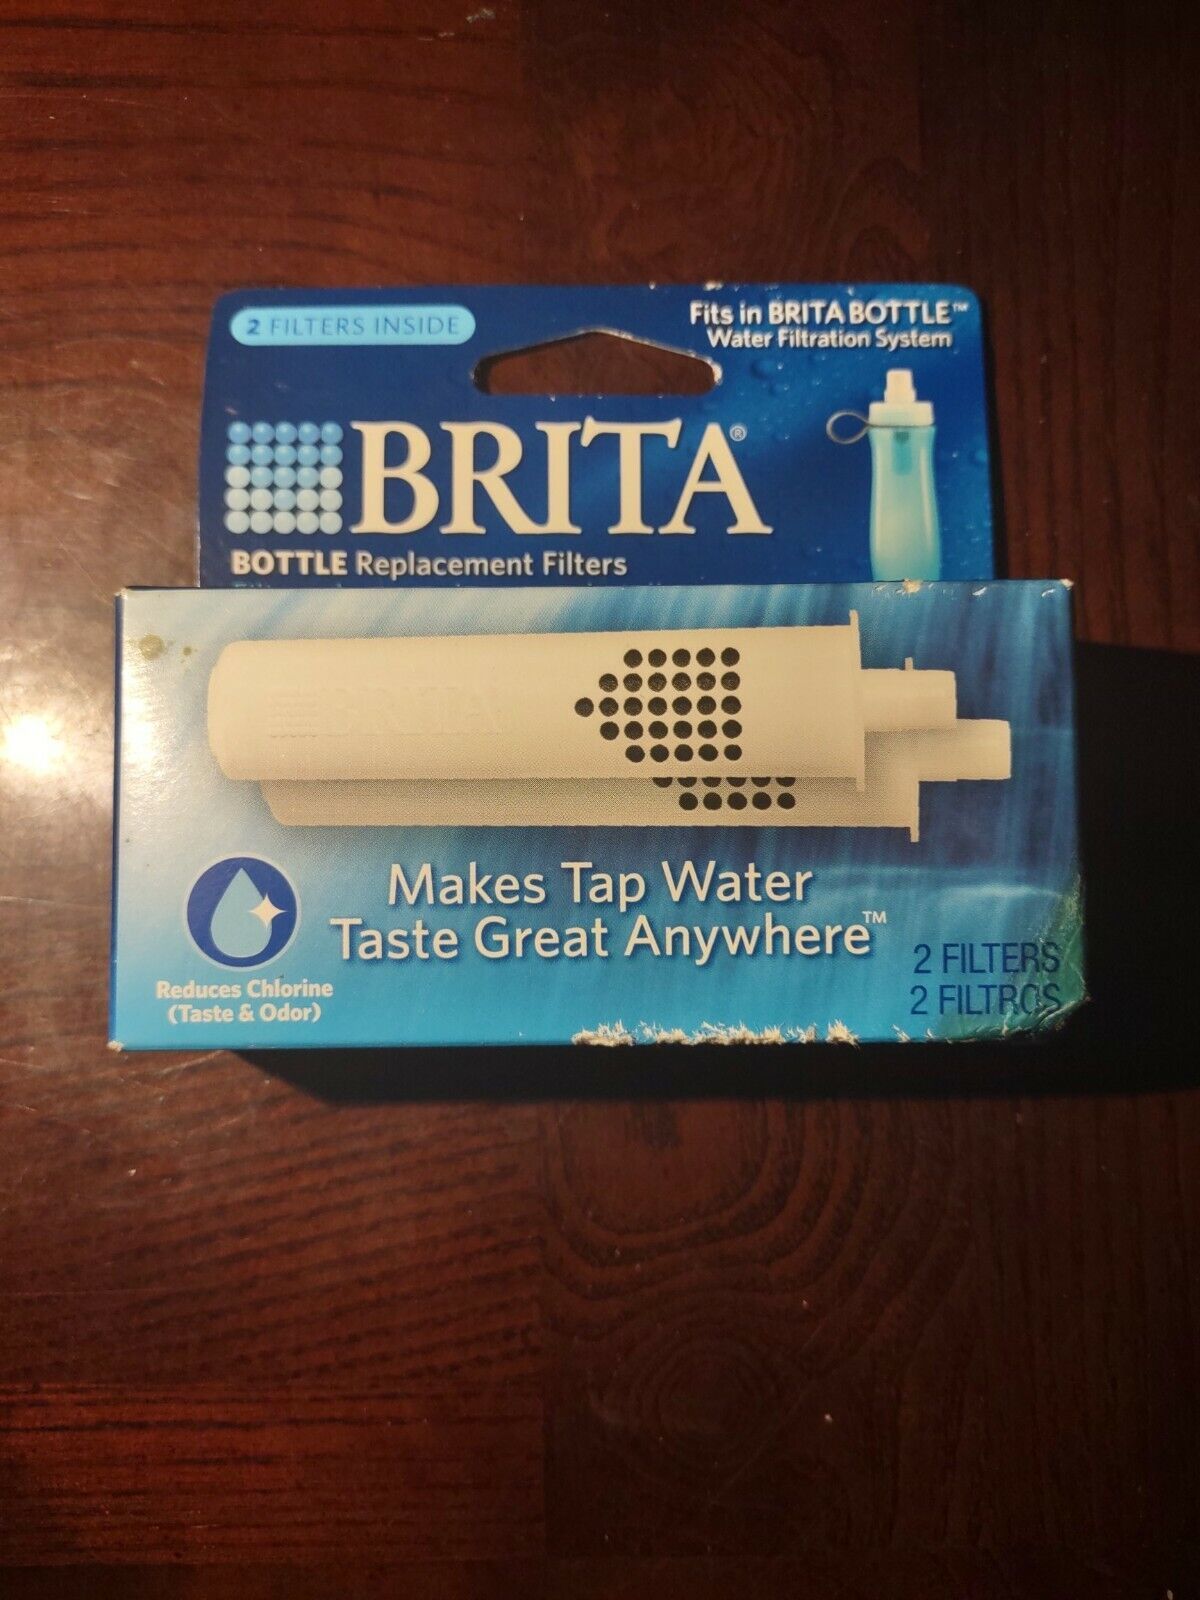 2 FILTERS INSIDE
Fits in BRITA BOTTLE™
Water Filtration System
BRITA®
BOTTLE Replacement Filters
BRITA
Makes Tap Water
Taste Great Anywhere™
Reduces Chlorine
(Taste & Odor)
2 FILTERS
2 FILTROS